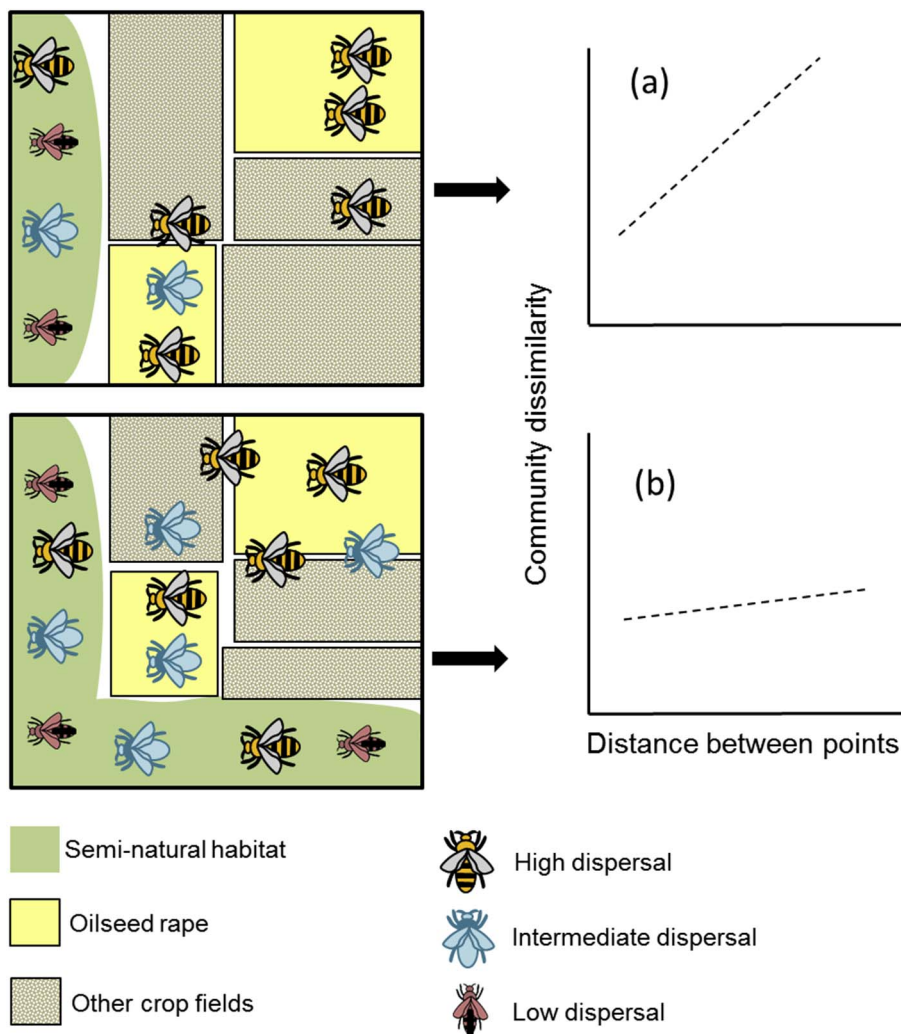 (a)
Community dissimilarity
(b)
Distance between points
Semi-natural habitat
Oilseed rape
Other crop fields
High dispersal
Intermediate dispersal
Low dispersal